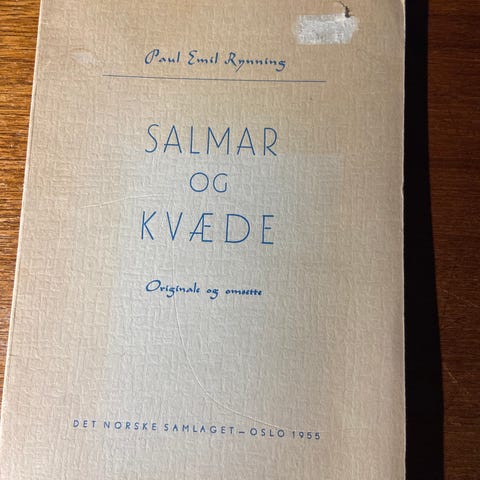 Paul Emil Rynning
SALMAR
OG
KVÆDE
Originale og omsette
DET NORSKE SAMLAGET – OSLO 1955